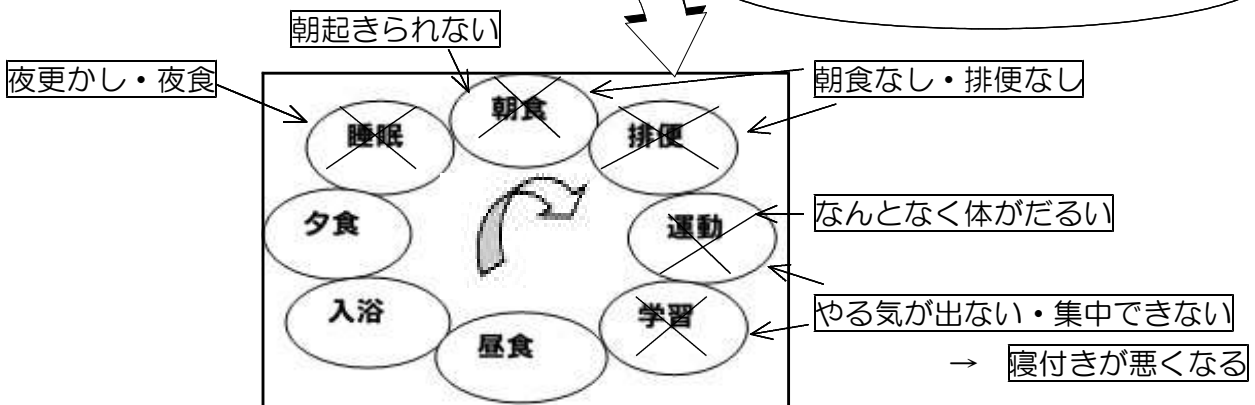 朝起きられない
夜更かし・夜食
朝食なし・排便なし
朝食
睡眠
排便
夕食
運動
なんとなく体がだるい
入浴
学習
やる気が出ない・集中できない
昼食
→ 寝付きが悪くなる